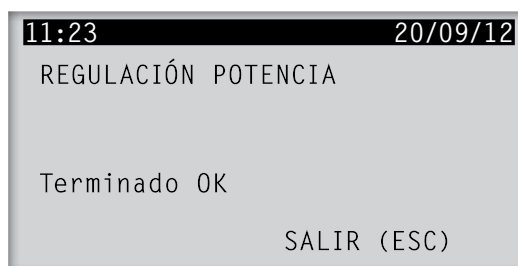 11:23 20/09/12
REGULACIÓN POTENCIA
Terminado OK
SALIR (ESC)